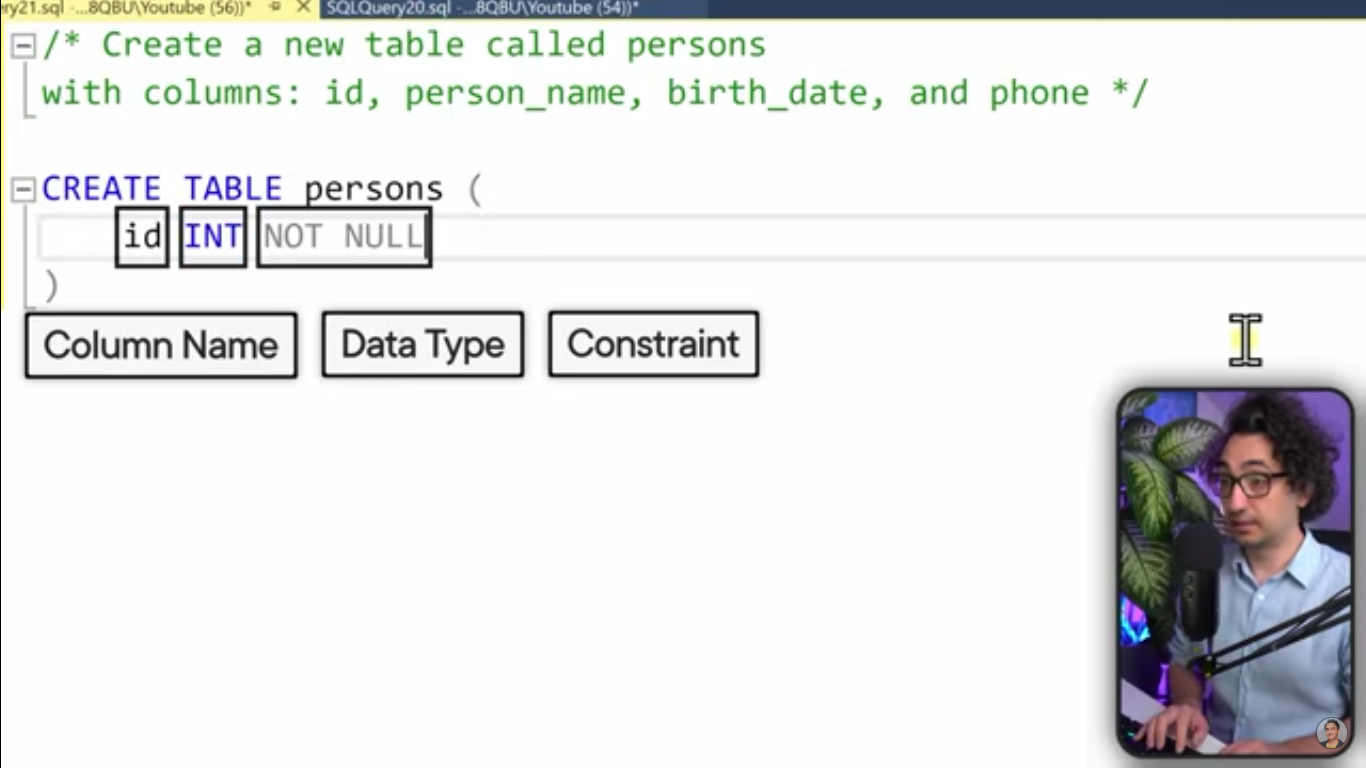 ry21.sql -...8QBU\Youtube (56))* SQLQuery20.sql -...8QBU\Youtube (54))*
/* Create a new table called persons
with columns: id, person_name, birth_date, and phone */
CREATE TABLE persons (
id INT NOT NULL
)
Column Name Data Type Constraint